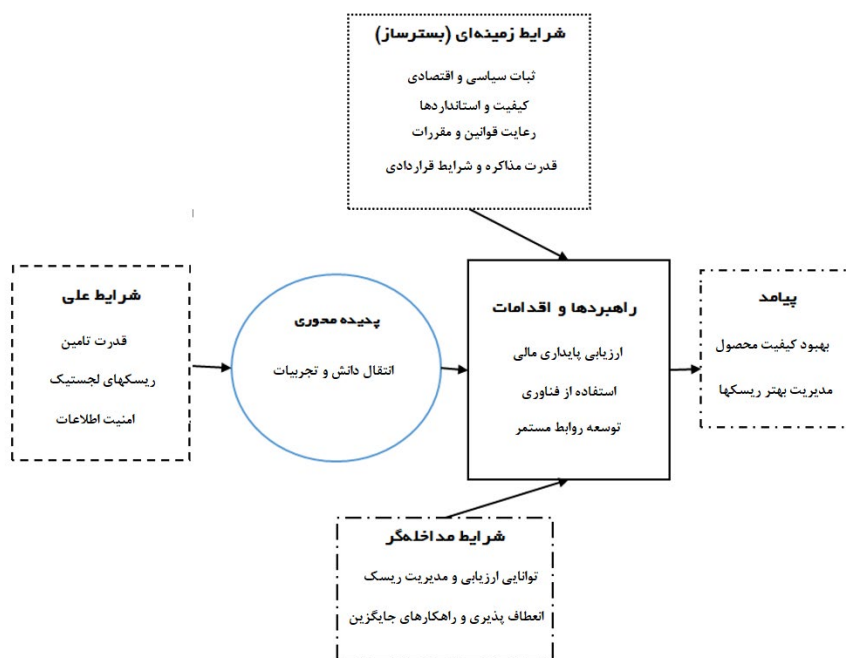 شرایط زمینه‌ای (بسترساز)
ثبات سیاسی و اقتصادی
کیفیت و استانداردها
رعایت قوانین و مقررات
قدرت مذاکره و شرایط قراردادی
شرایط علی
قدرت تامین
ریسکهای لجستیک
امنیت اطلاعات
پدیده محوری
انتقال دانش و تجربیات
راهبردها و اقدامات
ارزیابی پایداری مالی
استفاده از فناوری
توسعه روابط مستمر
پیامد
بهبود کیفیت محصول
مدیریت بهتر ریسکها
شرایط مداخله‌گر
توانایی ارزیابی و مدیریت ریسک
انعطاف پذیری و راهکارهای جایگزین